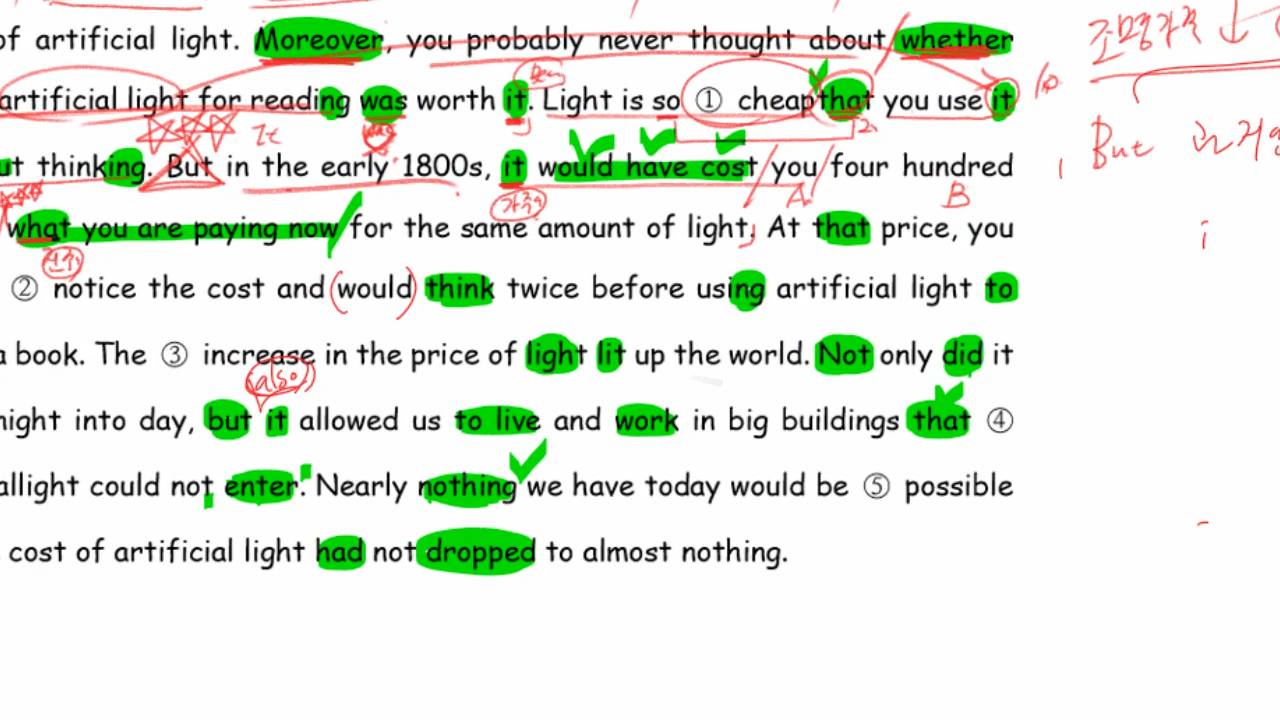 of artificial light. Moreover, you probably never thought about whether
artificial light for reading was worth it. Light is so ① cheap that you use it
ut thinking. But in the early 1800s, it would have cost you four hundred
what you are paying now for the same amount of light. At that price, you
② notice the cost and (would) think twice before using artificial light to
a book. The ③ increase in the price of light lit up the world. Not only did it
(also)
night into day, but it allowed us to live and work in big buildings that ④
allight could not enter. Nearly nothing we have today would be ⑤ possible
cost of artificial light had not dropped to almost nothing.
조명가격 ↓
But
It
A
B